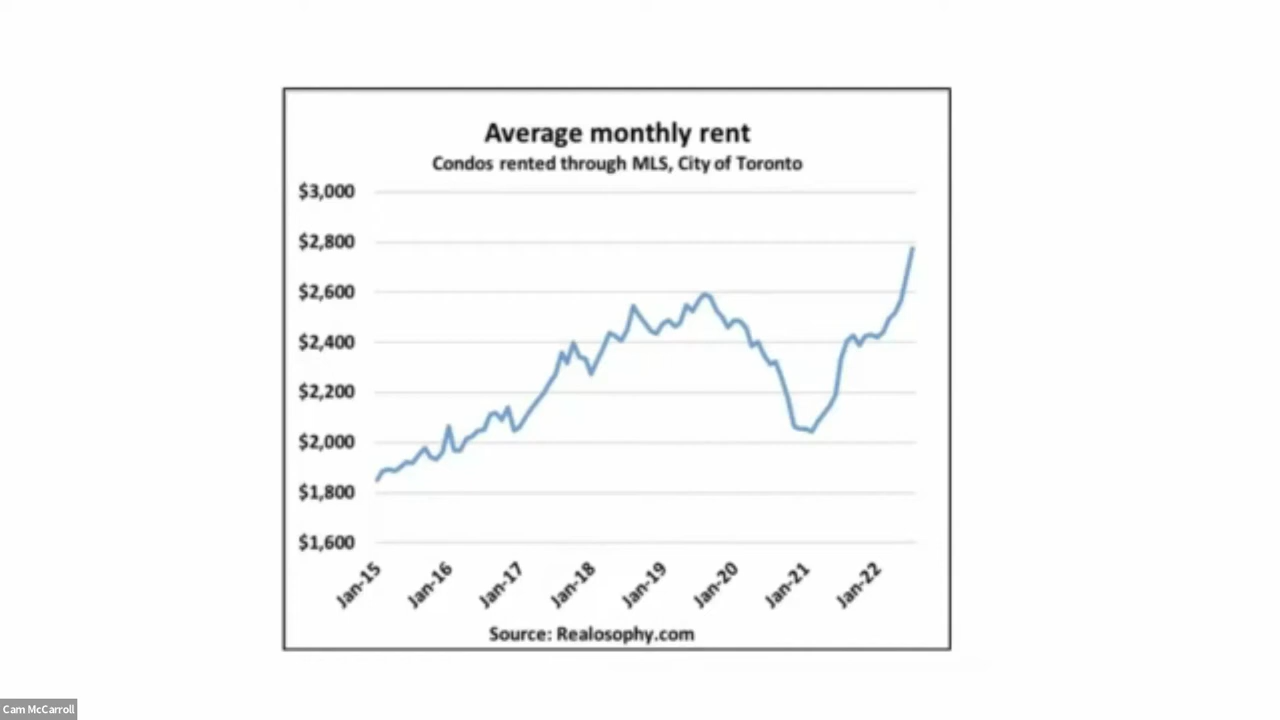 Average monthly rent
Condos rented through MLS, City of Toronto
$3,000
$2,800
$2,600
$2,400
$2,200
$2,000
$1,800
$1,600
Jan-15
Jan-16
Jan-17
Jan-18
Jan-19
Jan-20
Jan-21
Jan-22
Source: Realosophy.com
Cam McCarroll